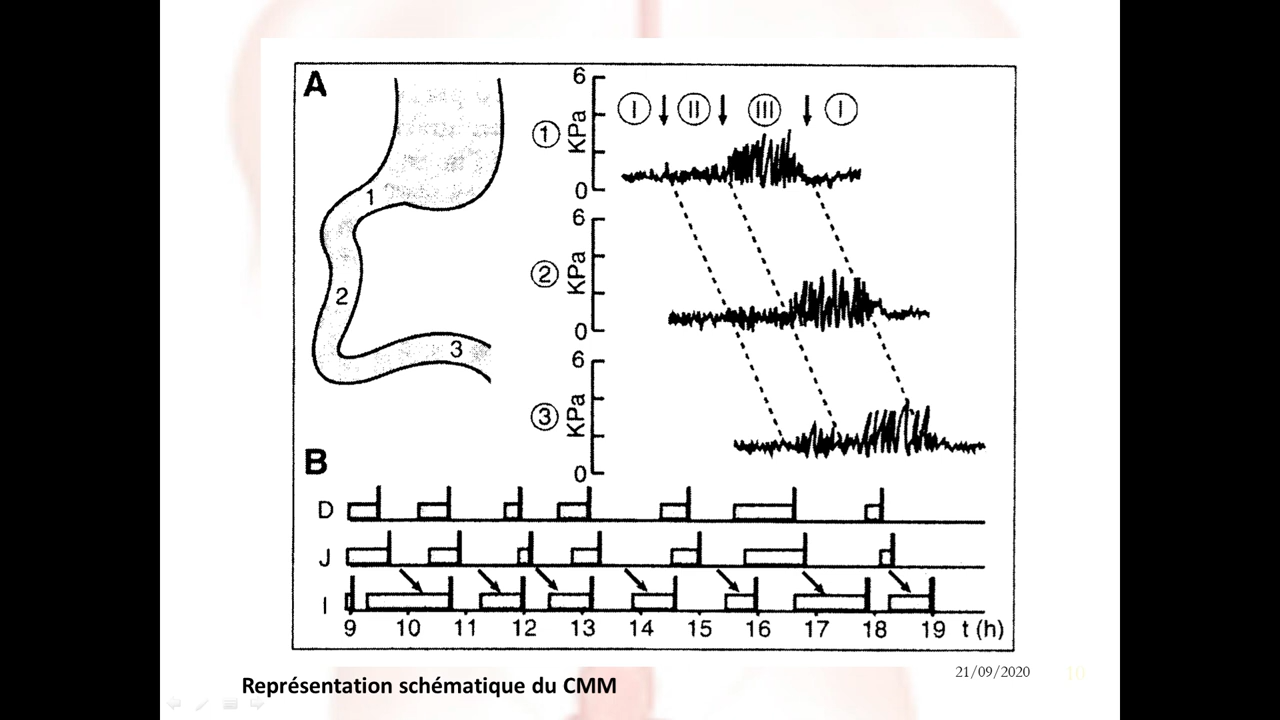 A
1
2
3
① 6 KPa 0
I II III I
② 6 KPa 0
③ 6 KPa 0
B
D
J
I
9 10 11 12 13 14 15 16 17 18 19 t (h)
Représentation schématique du CMM
21/09/2020
10